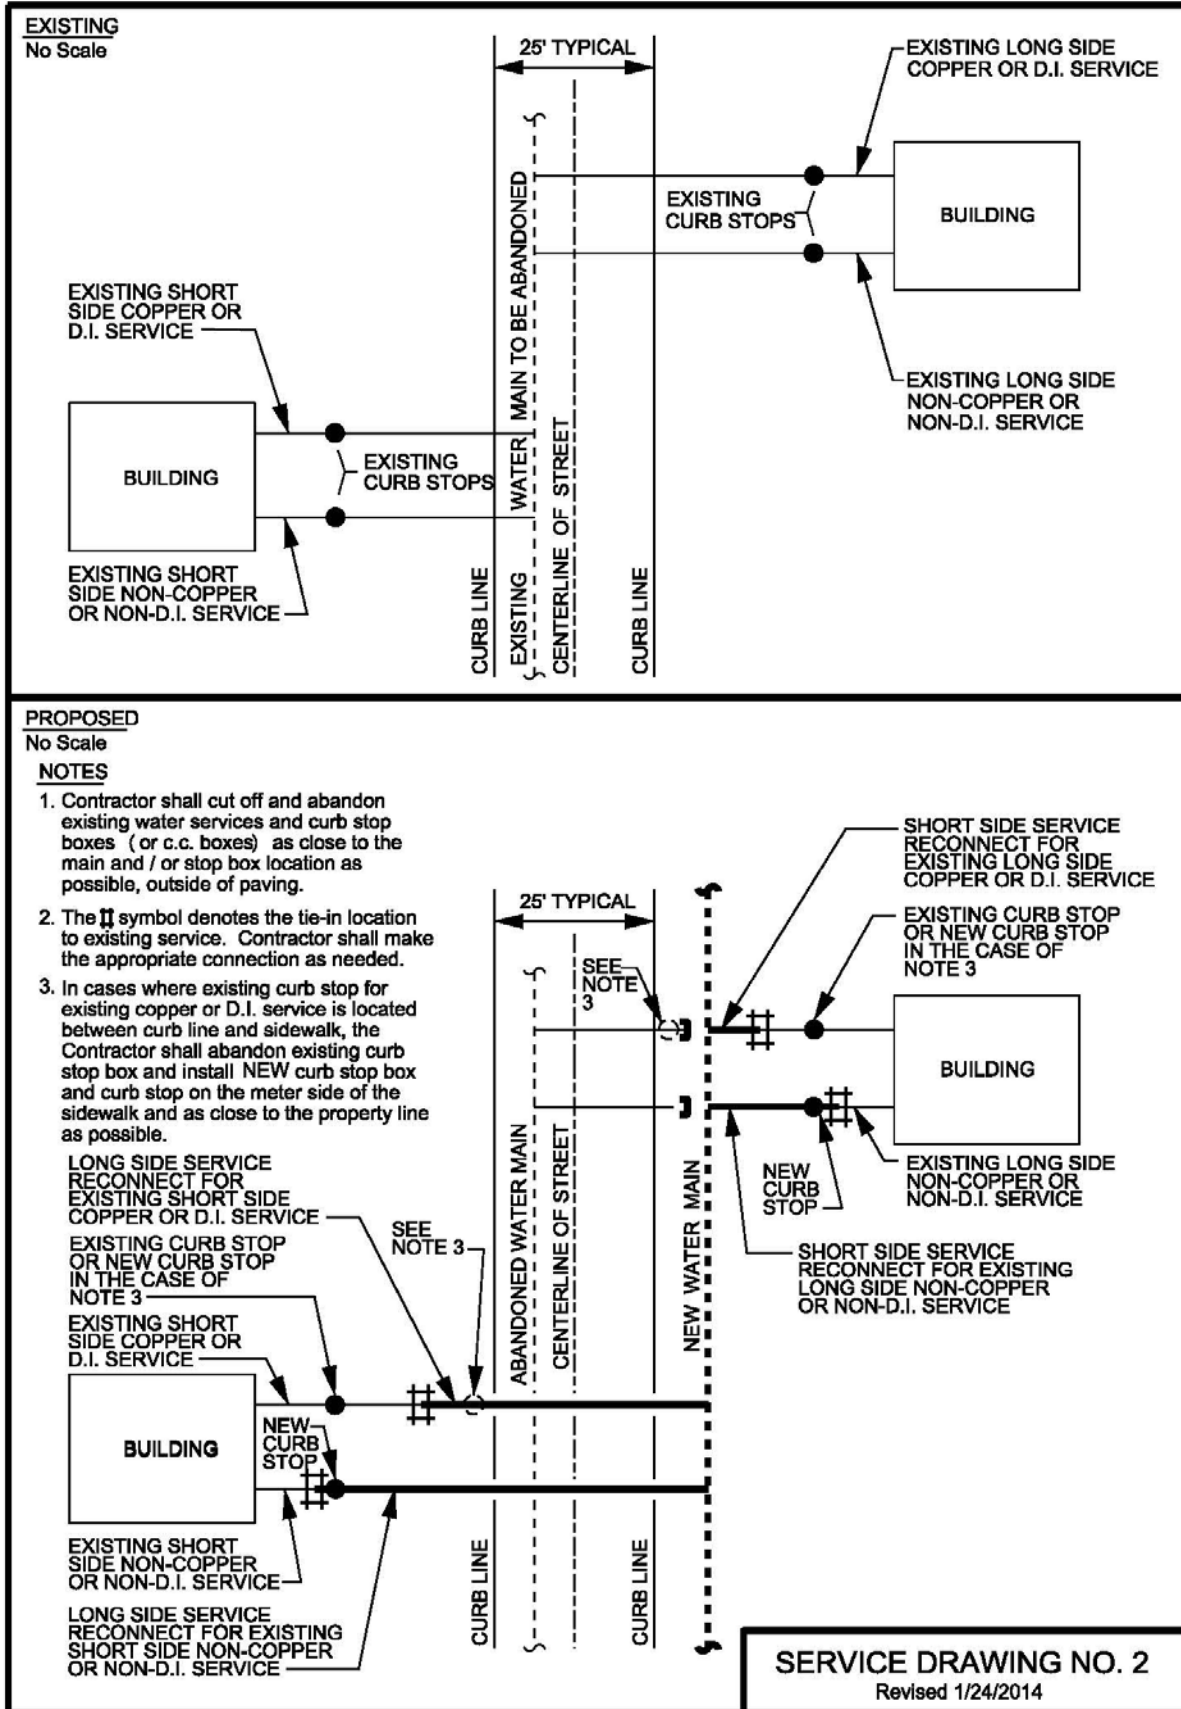 EXISTING
No Scale
25' TYPICAL
EXISTING LONG SIDE
COPPER OR D.I. SERVICE
EXISTING
CURB STOPS
BUILDING
EXISTING SHORT
SIDE COPPER OR
D.I. SERVICE
EXISTING LONG SIDE
NON-COPPER OR
NON-D.I. SERVICE
BUILDING
EXISTING
CURB STOPS
EXISTING SHORT
SIDE NON-COPPER
OR NON-D.I. SERVICE
CURB LINE
EXISTING WATER MAIN TO BE ABANDONED
CENTERLINE OF STREET
CURB LINE
PROPOSED
No Scale
NOTES
1. Contractor shall cut off and abandon
existing water services and curb stop
boxes ( or c.c. boxes) as close to the
main and / or stop box location as
possible, outside of paving.
2. The symbol denotes the tie-in location
to existing service. Contractor shall make
the appropriate connection as needed.
3. In cases where existing curb stop for
existing copper or D.I. service is located
between curb line and sidewalk, the
Contractor shall abandon existing curb
stop box and install NEW curb stop box
and curb stop on the meter side of the
sidewalk and as close to the property line
as possible.
25' TYPICAL
SEE
NOTE
3
SHORT SIDE SERVICE
RECONNECT FOR
EXISTING LONG SIDE
COPPER OR D.I. SERVICE
EXISTING CURB STOP
OR NEW CURB STOP
IN THE CASE OF
NOTE 3
BUILDING
NEW
CURB
STOP
EXISTING LONG SIDE
NON-COPPER OR
NON-D.I. SERVICE
SHORT SIDE SERVICE
RECONNECT FOR EXISTING
LONG SIDE NON-COPPER
OR NON-D.I. SERVICE
LONG SIDE SERVICE
RECONNECT FOR
EXISTING SHORT SIDE
COPPER OR D.I. SERVICE
SEE
NOTE 3
EXISTING CURB STOP
OR NEW CURB STOP
IN THE CASE OF
NOTE 3
EXISTING SHORT
SIDE COPPER OR
D.I. SERVICE
BUILDING
NEW
CURB
STOP
EXISTING SHORT
SIDE NON-COPPER
OR NON-D.I. SERVICE
LONG SIDE SERVICE
RECONNECT FOR EXISTING
SHORT SIDE NON-COPPER
OR NON-D.I. SERVICE
CURB LINE
ABANDONED WATER MAIN
CENTERLINE OF STREET
CURB LINE
NEW WATER MAIN
SERVICE DRAWING NO. 2
Revised 1/24/2014